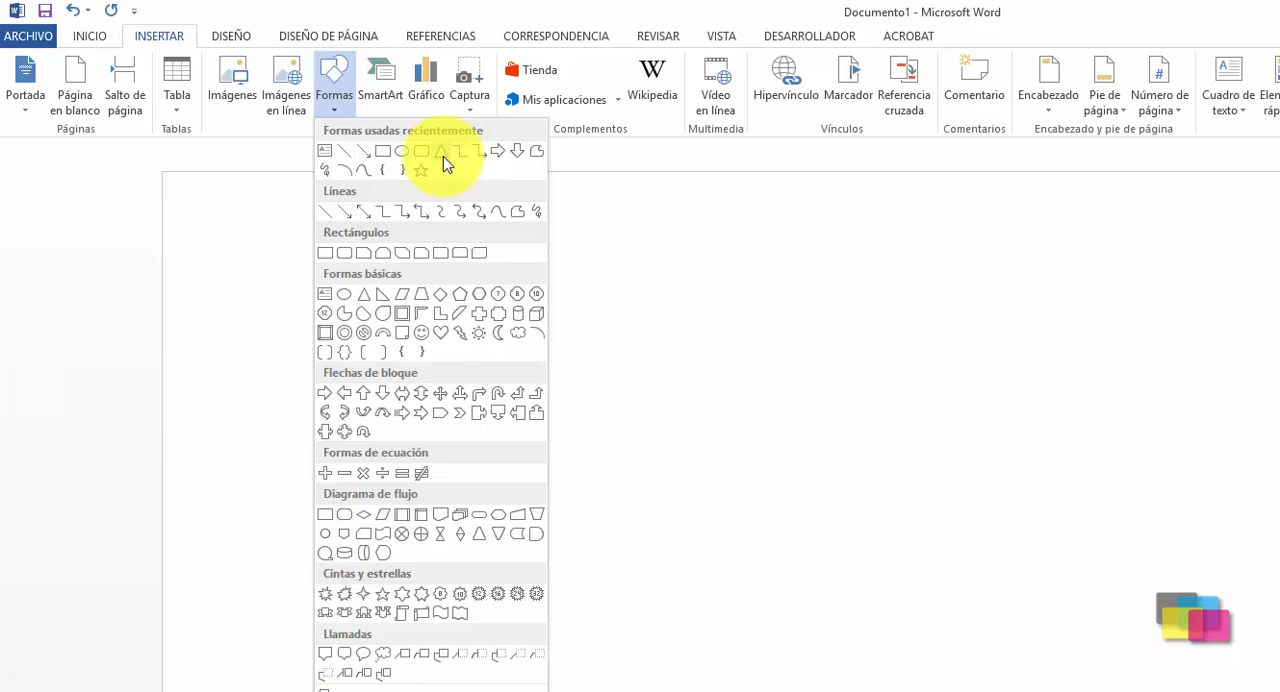 Documento1 - Microsoft Word
ARCHIVO INICIO INSERTAR DISEÑO DISEÑO DE PÁGINA REFERENCIAS CORRESPONDENCIA REVISAR VISTA DESARROLLADOR ACROBAT
Portada
Página en blanco
Salto de página
Páginas
Tabla
Tablas
Imágenes
Imágenes en línea
Formas
SmartArt
Gráfico
Captura
Tienda
Mis aplicaciones
Wikipedia
Complementos
Vídeo en línea
Multimedia
Hipervínculo
Marcador
Referencia cruzada
Vínculos
Comentario
Comentarios
Encabezado
Pie de página
Número de página
Encabezado y pie de página
Cuadro de texto
Formas usadas recientemente
Líneas
Rectángulos
Formas básicas
Flechas de bloque
Formas de ecuación
Diagrama de flujo
Cintas y estrellas
Llamadas